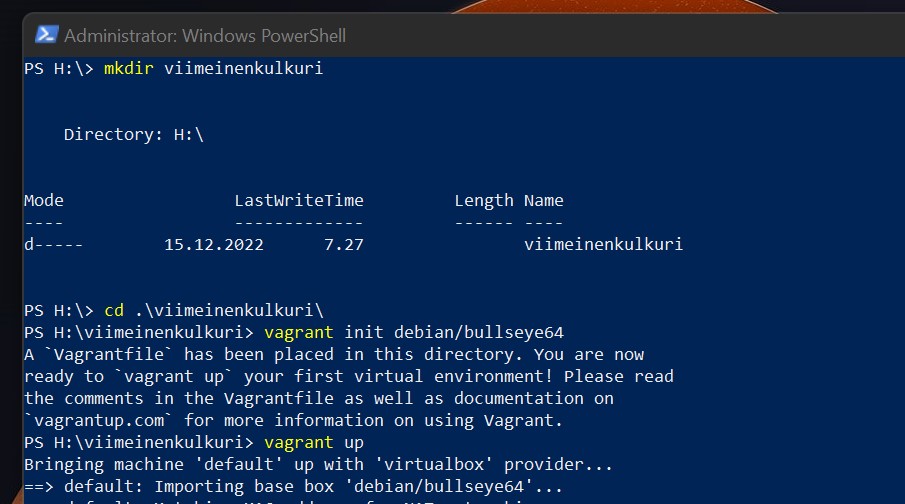 Administrator: Windows PowerShell
PS H:\> mkdir viimeinenkulkuri
Directory: H:\
Mode                 LastWriteTime         Length Name
----                 -------------         ------ ----
d-----        15.12.2022      7.27                viimeinenkulkuri
PS H:\> cd .\viimeinenkulkuri\
PS H:\viimeinenkulkuri> vagrant init debian/bullseye64
A `Vagrantfile` has been placed in this directory. You are now
ready to `vagrant up` your first virtual environment! Please read
the comments in the Vagrantfile as well as documentation on
`vagrantup.com` for more information on using Vagrant.
PS H:\viimeinenkulkuri> vagrant up
Bringing machine 'default' up with 'virtualbox' provider...
==> default: Importing base box 'debian/bullseye64'...